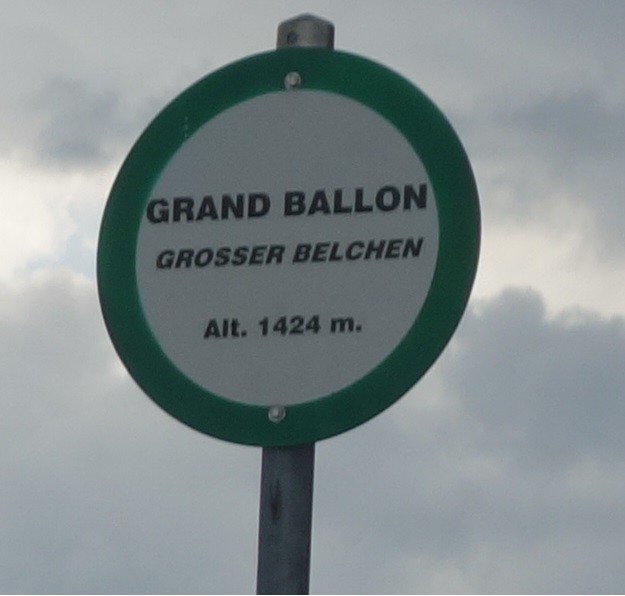 GRAND BALLON
GROSSER BELCHEN
Alt. 1424 m.